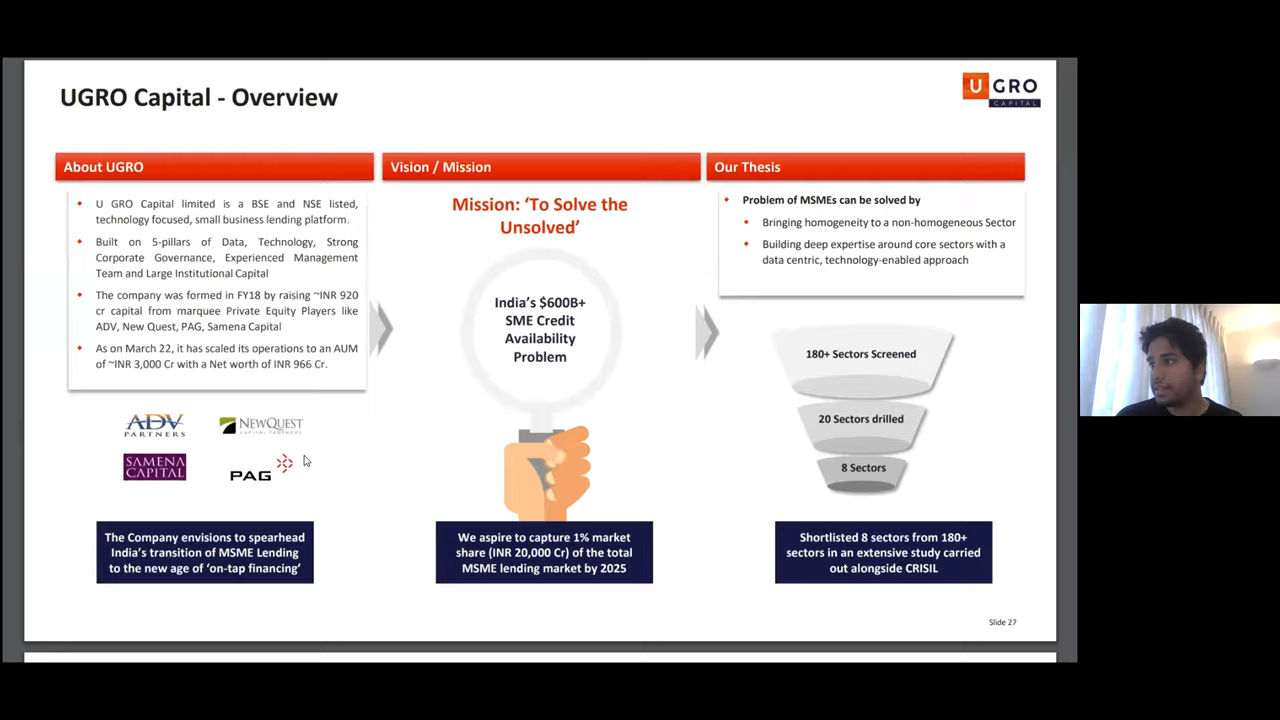 UGRO Capital - Overview
U GRO
CAPITAL
About UGRO
U GRO Capital limited is a BSE and NSE listed,
technology focused, small business lending platform.
Built on 5-pillars of Data, Technology, Strong
Corporate Governance, Experienced Management
Team and Large Institutional Capital
The company was formed in FY18 by raising ~INR 920
cr capital from marquee Private Equity Players like
ADV, New Quest, PAG, Samena Capital
As on March 22, it has scaled its operations to an AUM
of ~INR 3,000 Cr with a Net worth of INR 966 Cr.
ADV
PARTNERS
NEWQUEST
CAPITAL PARTNERS
SAMENA
CAPITAL
PAG
The Company envisions to spearhead
India's transition of MSME Lending
to the new age of 'on-tap financing'
Vision / Mission
Mission: 'To Solve the
Unsolved'
India's $600B+
SME Credit
Availability
Problem
We aspire to capture 1% market
share (INR 20,000 Cr) of the total
MSME lending market by 2025
Our Thesis
Problem of MSMEs can be solved by
Bringing homogeneity to a non-homogeneous Sector
Building deep expertise around core sectors with a
data centric, technology-enabled approach
180+ Sectors Screened
20 Sectors drilled
8 Sectors
Shortlisted 8 sectors from 180+
sectors in an extensive study carried
out alongside CRISIL
Slide 27